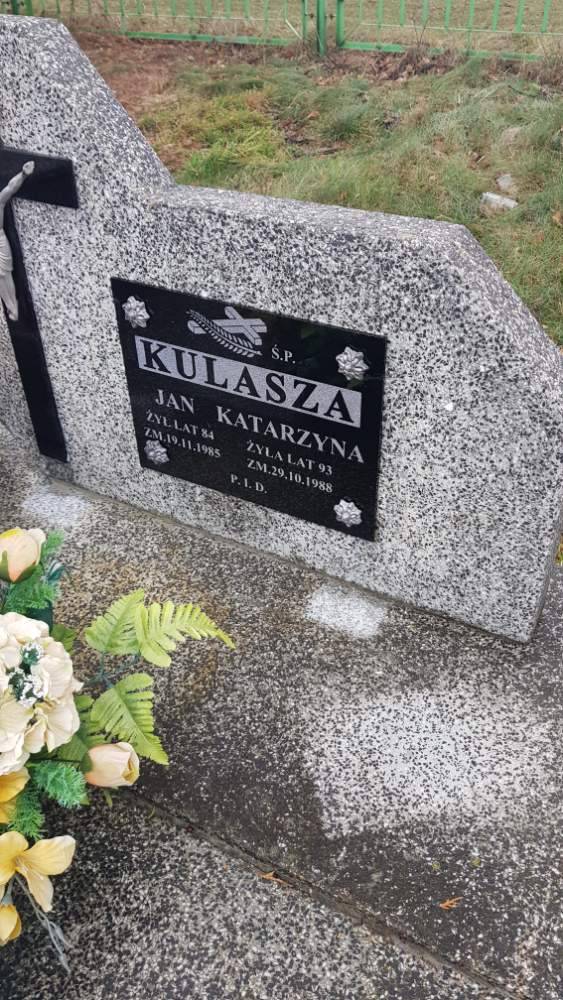 Ś.P.
KULASZA
JAN KATARZYNA
ŻYŁ LAT 84 ŻYŁA LAT 93
ZM.19.11.1985 ZM.29.10.1988
P. I. D.